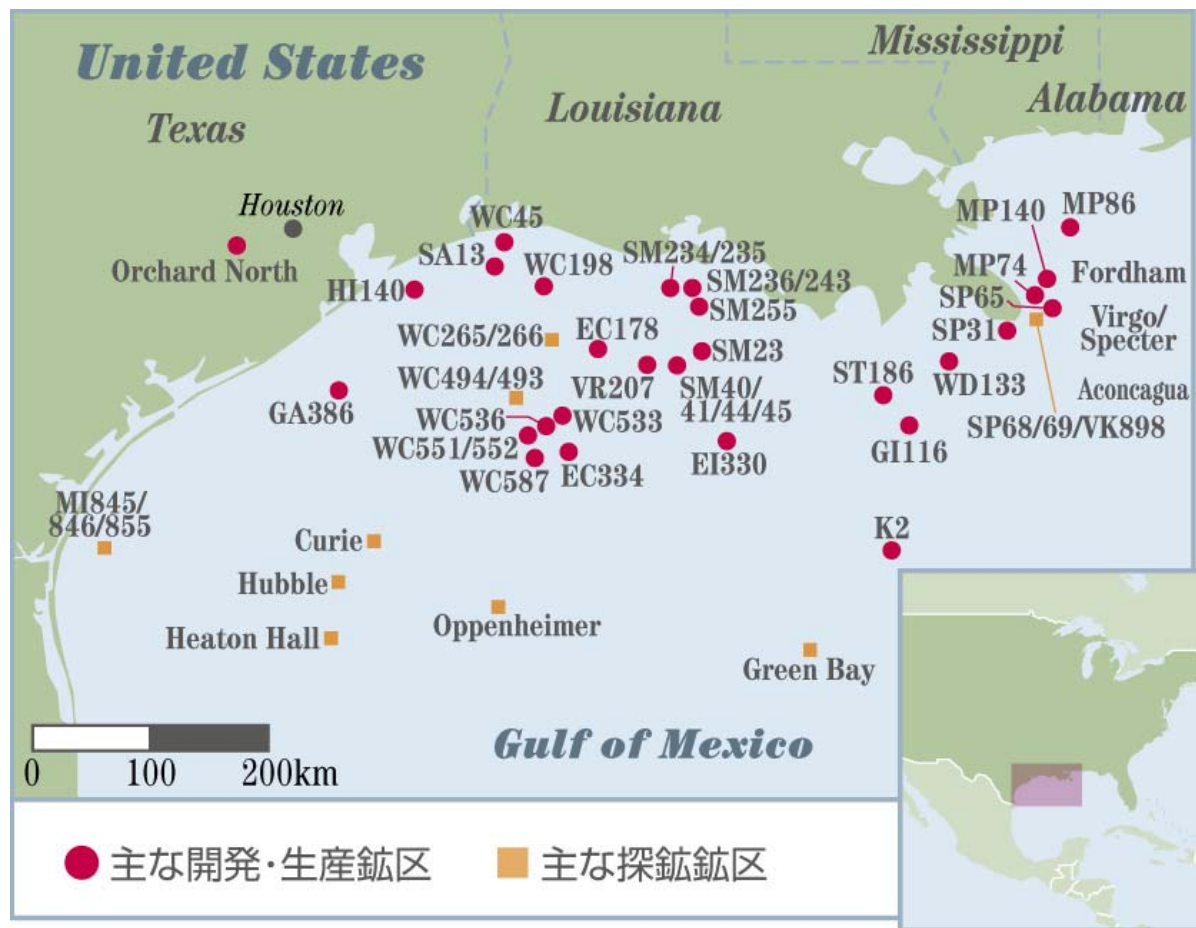 United States
Mississippi
Alabama
Louisiana
Texas
Houston
Orchard North
WC45
SA13
WC198
HI140
SM234/235
SM236/243
SM255
MP140
MP86
MP74
Fordham
SP65
Virgo/
Specter
SP31
WC265/266
EC178
SM23
WC494/493
VR207
SM40/
41/44/45
ST186
WD133
Aconcagua
GA386
WC536
WC533
WC551/552
WC587
EC334
EI330
GI116
SP68/69/VK898
MI845/
846/855
Curie
K2
Hubble
Oppenheimer
Heaton Hall
Green Bay
Gulf of Mexico
0 100 200km
主な開発・生産鉱区
主な探鉱鉱区